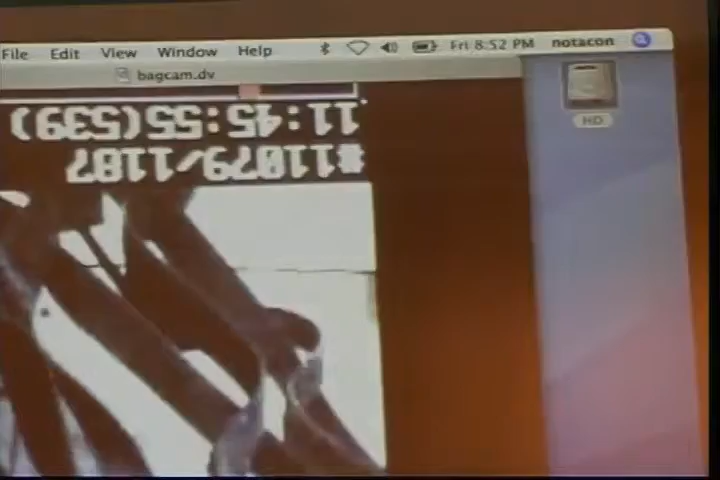 File Edit View Window Help Fri 8:52 PM notacon
bagcam.dv
HD
#11079/1187
11:45:55(539)